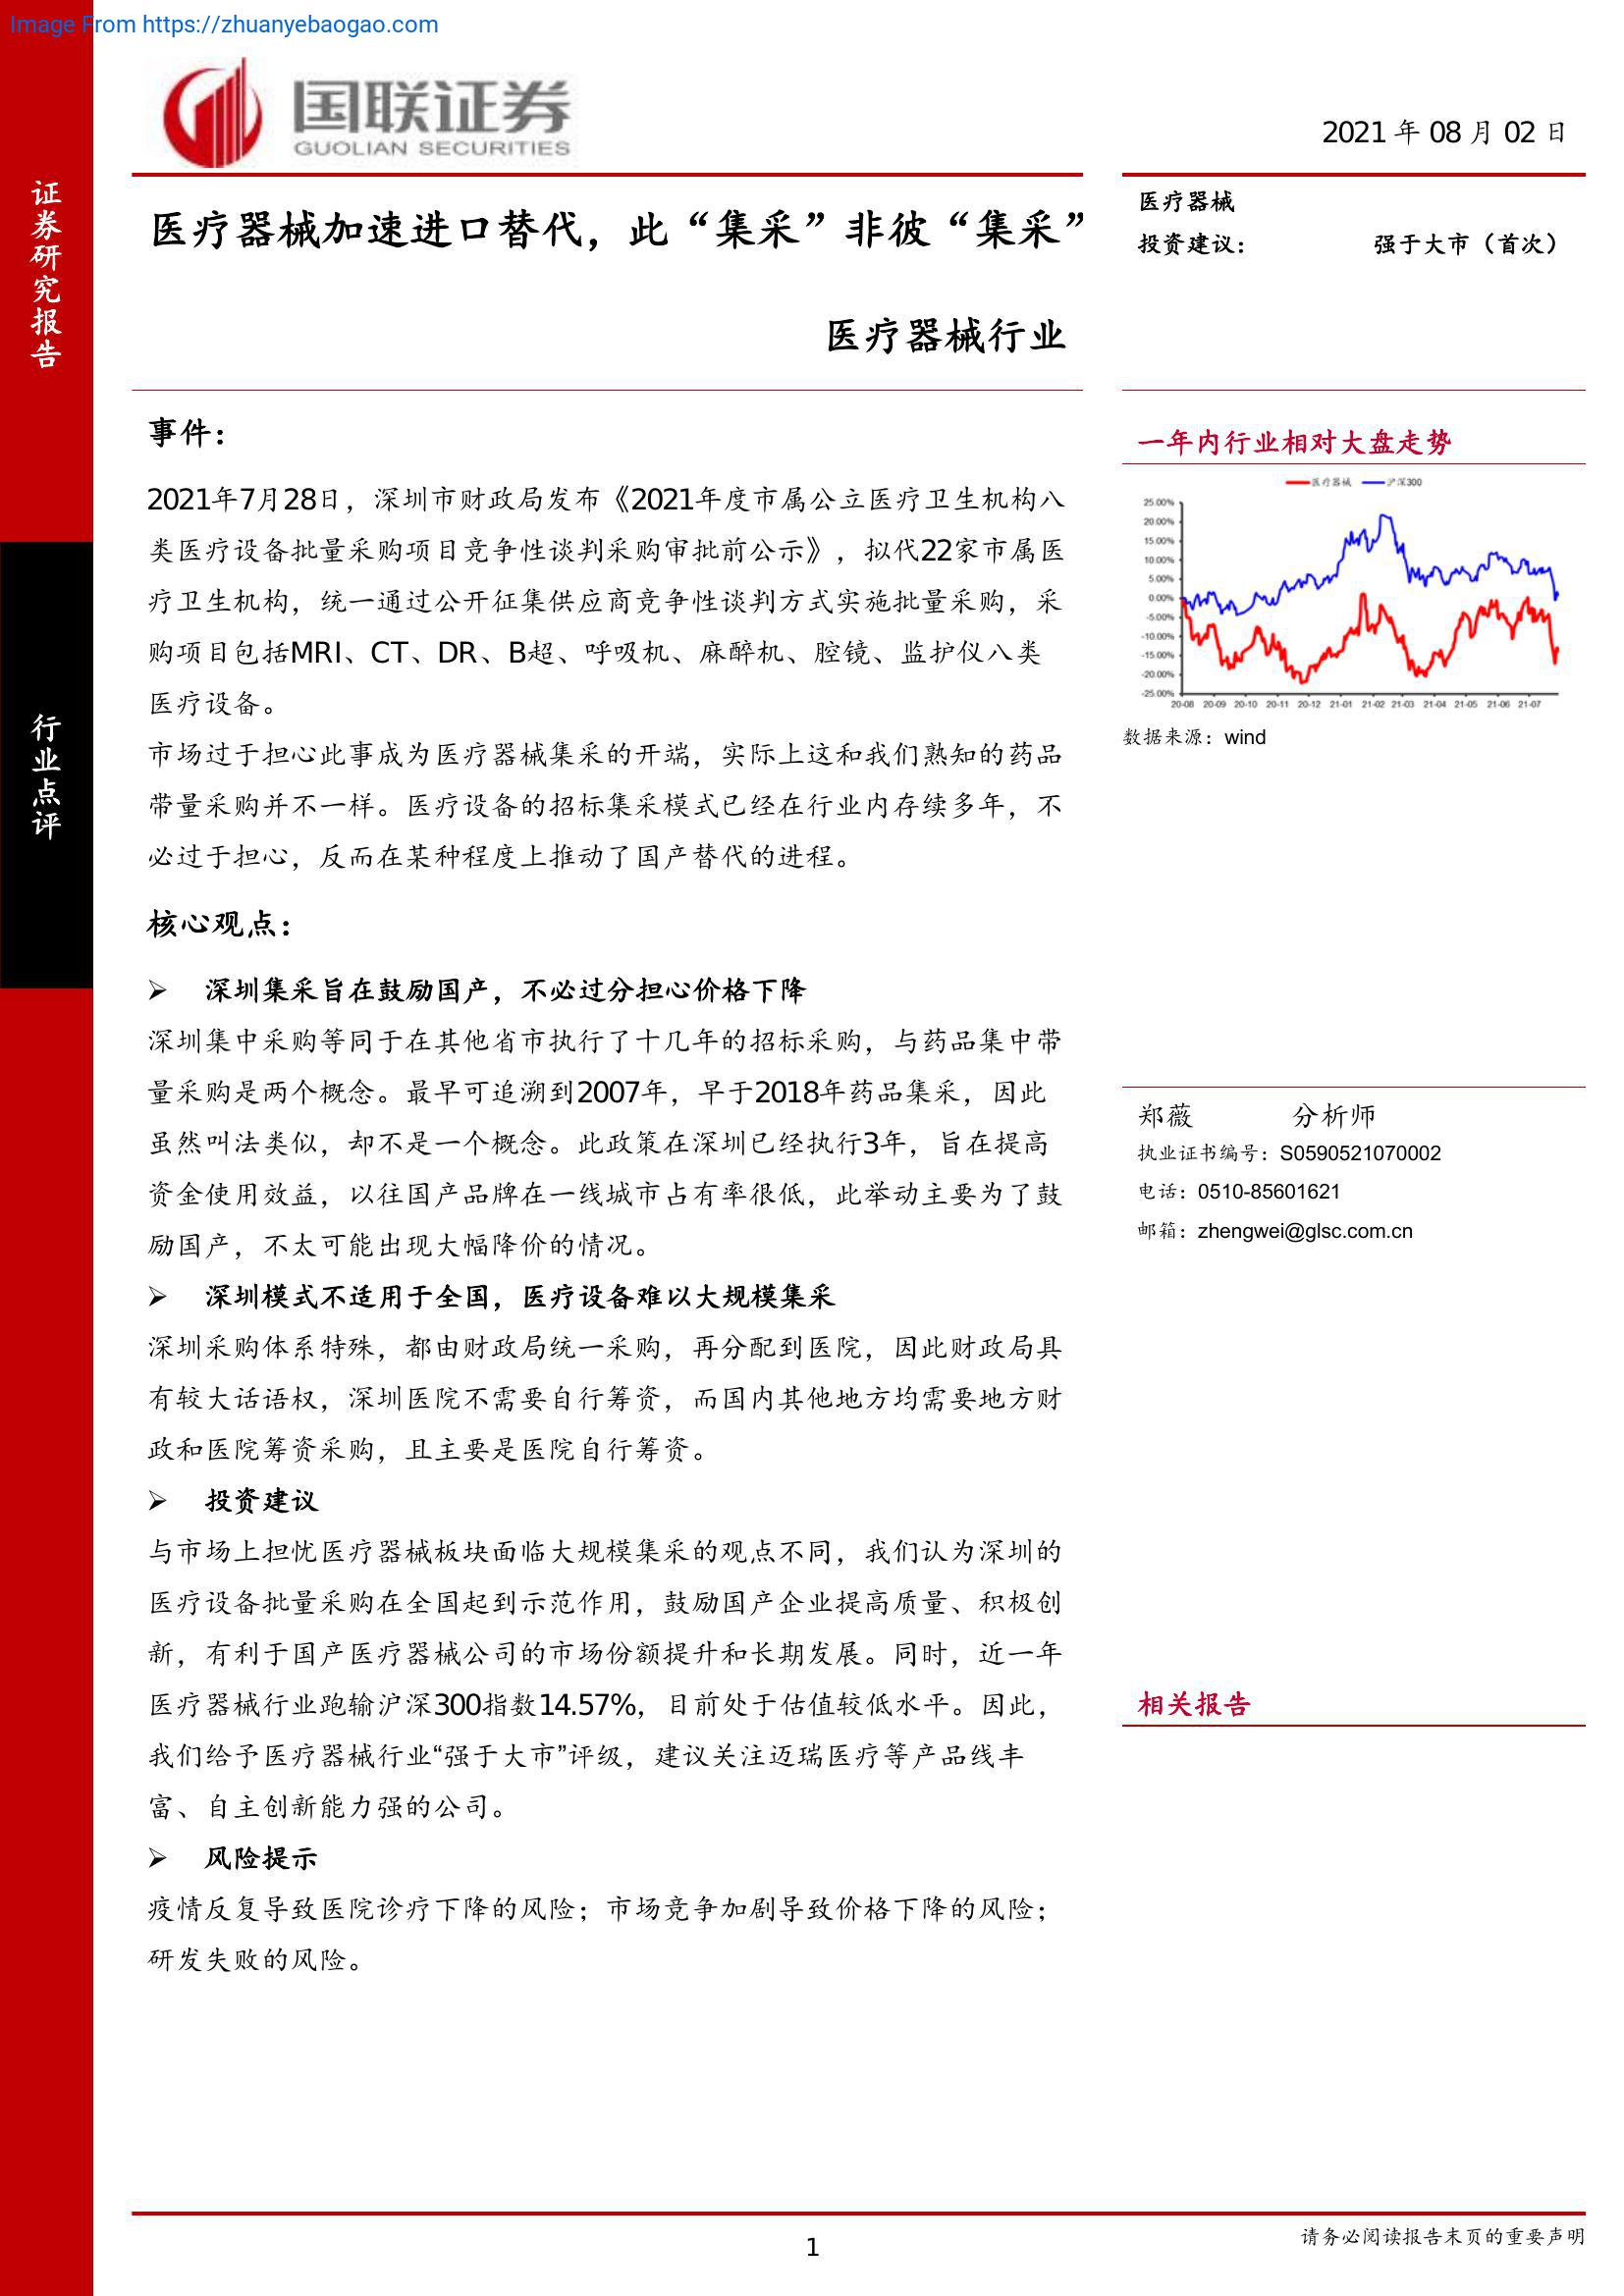 Image From https://zhuanyebaogao.com
国联证券
GUOLIAN SECURITIES
2021 年 08 月 02 日
证券研究报告
行业点评
医疗器械加速进口替代，此“集采”非彼“集采”
医疗器械行业
医疗器械
投资建议： 强于大市（首次）
事件：
2021年7月28日，深圳市财政局发布《2021年度市属公立医疗卫生机构八
类医疗设备批量采购项目竞争性谈判采购审批前公示》，拟代22家市属医
疗卫生机构，统一通过公开征集供应商竞争性谈判方式实施批量采购，采
购项目包括MRI、CT、DR、B超、呼吸机、麻醉机、腔镜、监护仪八类
医疗设备。
市场过于担心此事成为医疗器械集采的开端，实际上这和我们熟知的药品
带量采购并不一样。医疗设备的招标集采模式已经在行业内存续多年，不
必过于担心，反而在某种程度上推动了国产替代的进程。
核心观点：
➢ 深圳集采旨在鼓励国产，不必过分担心价格下降
深圳集中采购等同于在其他省市执行了十几年的招标采购，与药品集中带
量采购是两个概念。最早可追溯到2007年，早于2018年药品集采，因此
虽然叫法类似，却不是一个概念。此政策在深圳已经执行3年，旨在提高
资金使用效益，以往国产品牌在一线城市占有率很低，此举动主要为了鼓
励国产，不太可能出现大幅降价的情况。
➢ 深圳模式不适用于全国，医疗设备难以大规模集采
深圳采购体系特殊，都由财政局统一采购，再分配到医院，因此财政局具
有较大话语权，深圳医院不需要自行筹资，而国内其他地方均需要地方财
政和医院筹资采购，且主要是医院自行筹资。
➢ 投资建议
与市场上担忧医疗器械板块面临大规模集采的观点不同，我们认为深圳的
医疗设备批量采购在全国起到示范作用，鼓励国产企业提高质量、积极创
新，有利于国产医疗器械公司的市场份额提升和长期发展。同时，近一年
医疗器械行业跑输沪深300指数14.57%，目前处于估值较低水平。因此，
我们给予医疗器械行业“强于大市”评级，建议关注迈瑞医疗等产品线丰
富、自主创新能力强的公司。
➢ 风险提示
疫情反复导致医院诊疗下降的风险；市场竞争加剧导致价格下降的风险；
研发失败的风险。
一年内行业相对大盘走势
医疗器械 沪深300
25.00%
20.00%
15.00%
10.00%
5.00%
0.00%
-5.00%
-10.00%
-15.00%
-20.00%
-25.00%
20-08 20-09 20-10 20-11 20-12 21-01 21-02 21-03 21-04 21-05 21-06 21-07
数据来源：wind
郑薇 分析师
执业证书编号：S0590521070002
电话：0510-85601621
邮箱：zhengwei@glsc.com.cn
相关报告
1
请务必阅读报告末页的重要声明